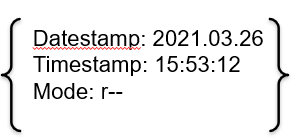 Datestamp: 2021.03.26
Timestamp: 15:53:12
Mode: r--